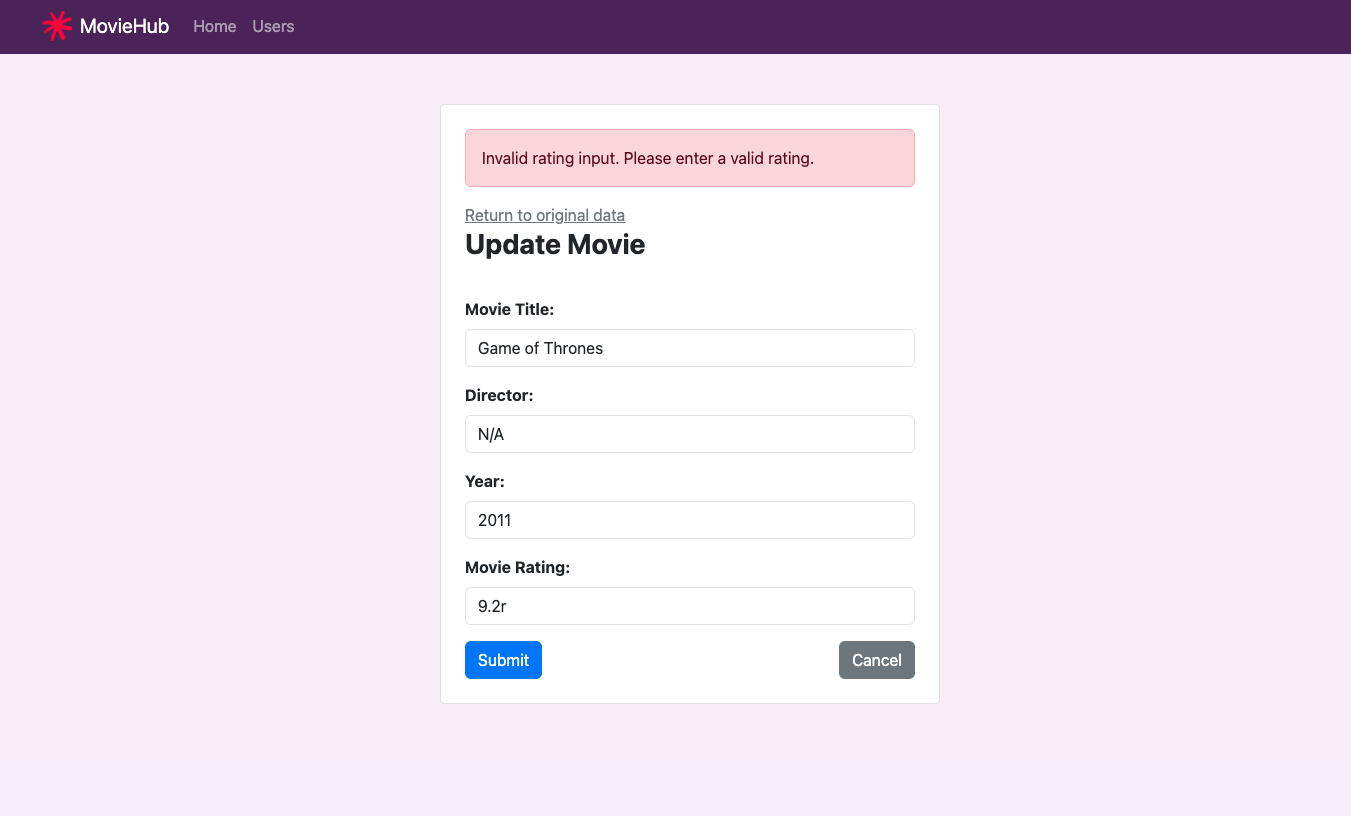 MovieHub Home Users
Invalid rating input. Please enter a valid rating.
Return to original data
Update Movie
Movie Title:
Game of Thrones
Director:
N/A
Year:
2011
Movie Rating:
9.2r
Submit Cancel